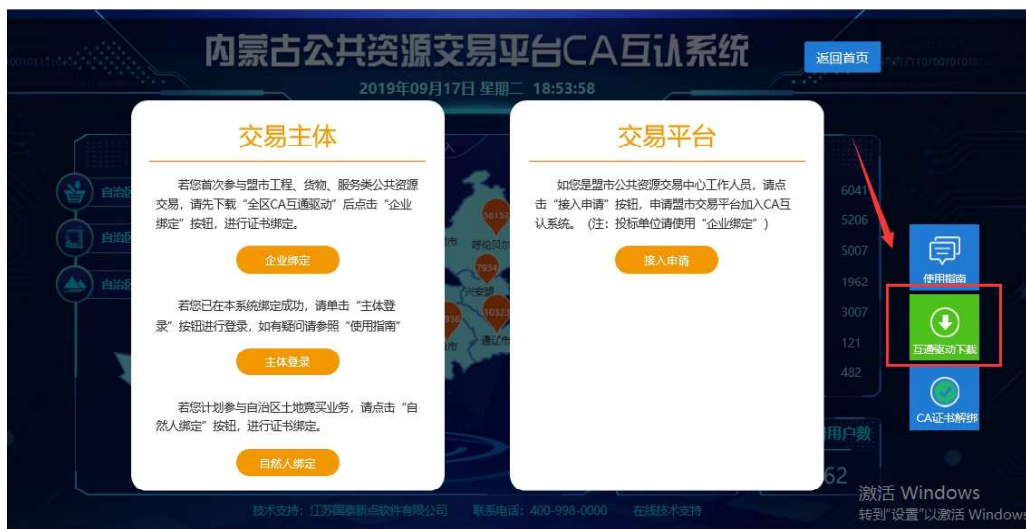 内蒙古公共资源交易平台CA互认系统
返回首页
2019年09月17日 星期二 18:53:58
交易主体
若您首次参与盟市工程、货物、服务类公共资源
交易，请先下载“全区CA互通驱动”后点击“企业
绑定”按钮，进行证书绑定。
企业绑定
若您已在本系统绑定成功，请单击“主体登
录”按钮进行登录，如有疑问请参照“使用指南”
主体登录
若您计划参与自治区土地竞买业务，请点击“自
然人绑定”按钮，进行证书绑定。
自然人绑定
交易平台
如您是盟市公共资源交易中心工作人员，请点
击“接入申请”按钮，申请盟市交易平台加入CA互
认系统。（注：投标单位请使用“企业绑定”）
接入申请
自治区
自治区
自治区
38152
呼伦贝尔
7934
兴安盟
10323
通辽市
6041
5206
5007
1962
3007
121
482
用户数
62
使用指南
互通驱动下载
CA证书解绑
技术支持：江苏国泰新点软件有限公司 联系电话：400-998-0000 在线技术支持
激活 Windows
转到“设置”以激活 Windows